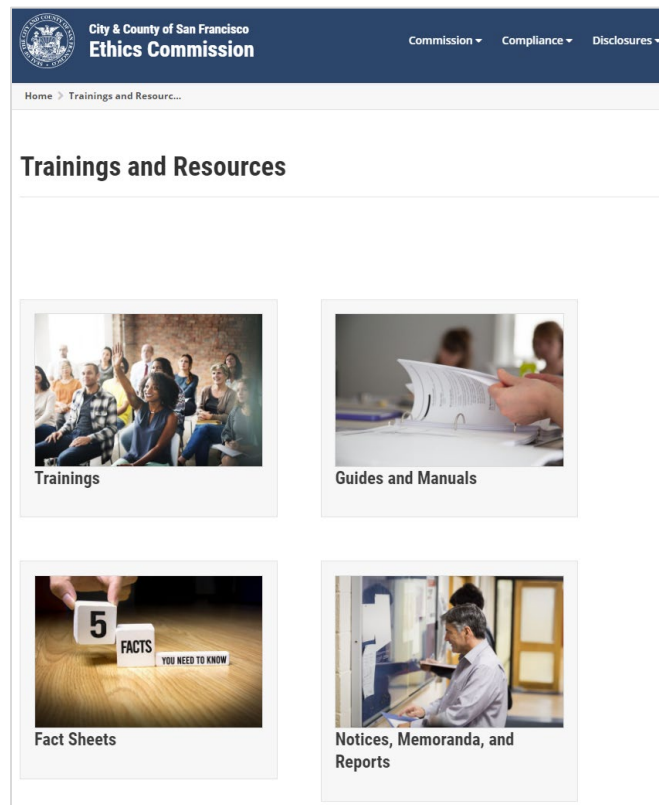 City & County of San Francisco
Ethics Commission
Commission
Compliance
Disclosures
Home > Trainings and Resourc...
Trainings and Resources
Trainings
Guides and Manuals
5
FACTS
YOU NEED TO KNOW
Fact Sheets
Notices, Memoranda, and
Reports